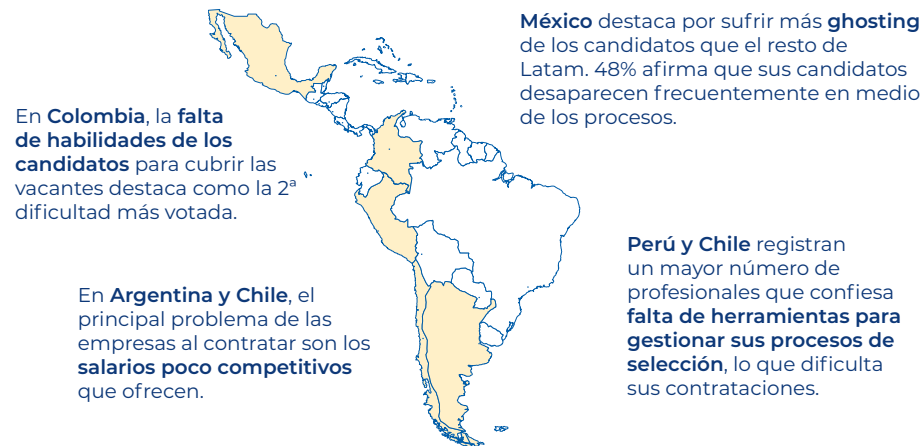 México destaca por sufrir más ghosting
de los candidatos que el resto de
Latam. 48% afirma que sus candidatos
desaparecen frecuentemente en medio
de los procesos.
En Colombia, la falta
de habilidades de los
candidatos para cubrir las
vacantes destaca como la 2ª
dificultad más votada.
Perú y Chile registran
un mayor número de
profesionales que confiesa
falta de herramientas para
gestionar sus procesos de
selección, lo que dificulta
sus contrataciones.
En Argentina y Chile, el
principal problema de las
empresas al contratar son los
salarios poco competitivos
que ofrecen.